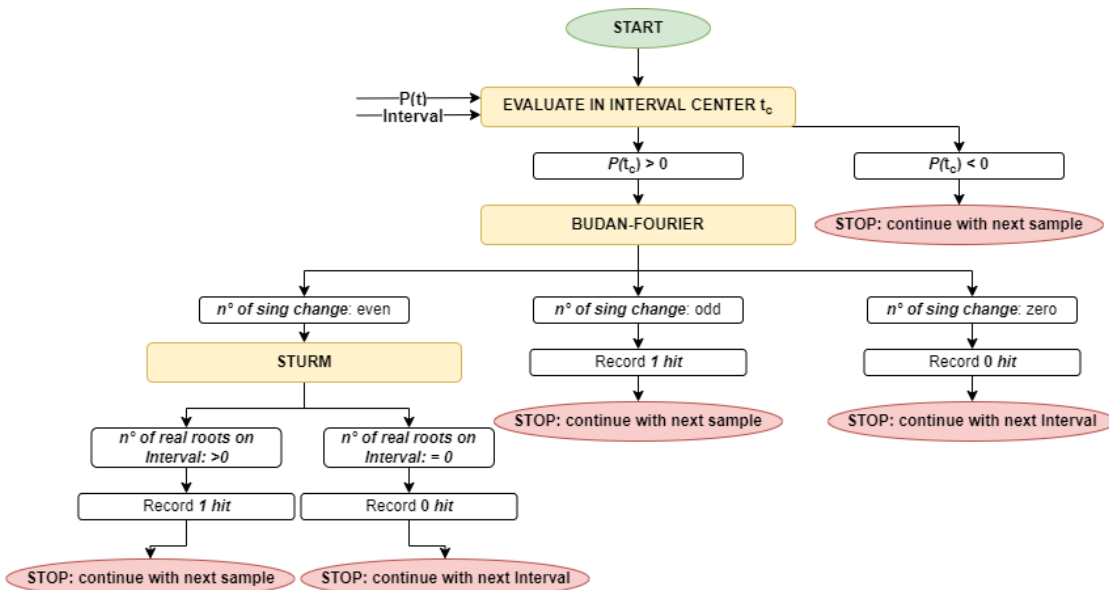 START
P(t)
Interval
EVALUATE IN INTERVAL CENTER t_c
P(t_c) > 0
P(t_c) < 0
BUDAN-FOURIER
STOP: continue with next sample
n° of sing change: even
n° of sing change: odd
n° of sing change: zero
STURM
Record 1 hit
Record 0 hit
STOP: continue with next sample
STOP: continue with next Interval
n° of real roots on
Interval: >0
n° of real roots on
Interval: = 0
Record 1 hit
Record 0 hit
STOP: continue with next sample
STOP: continue with next Interval